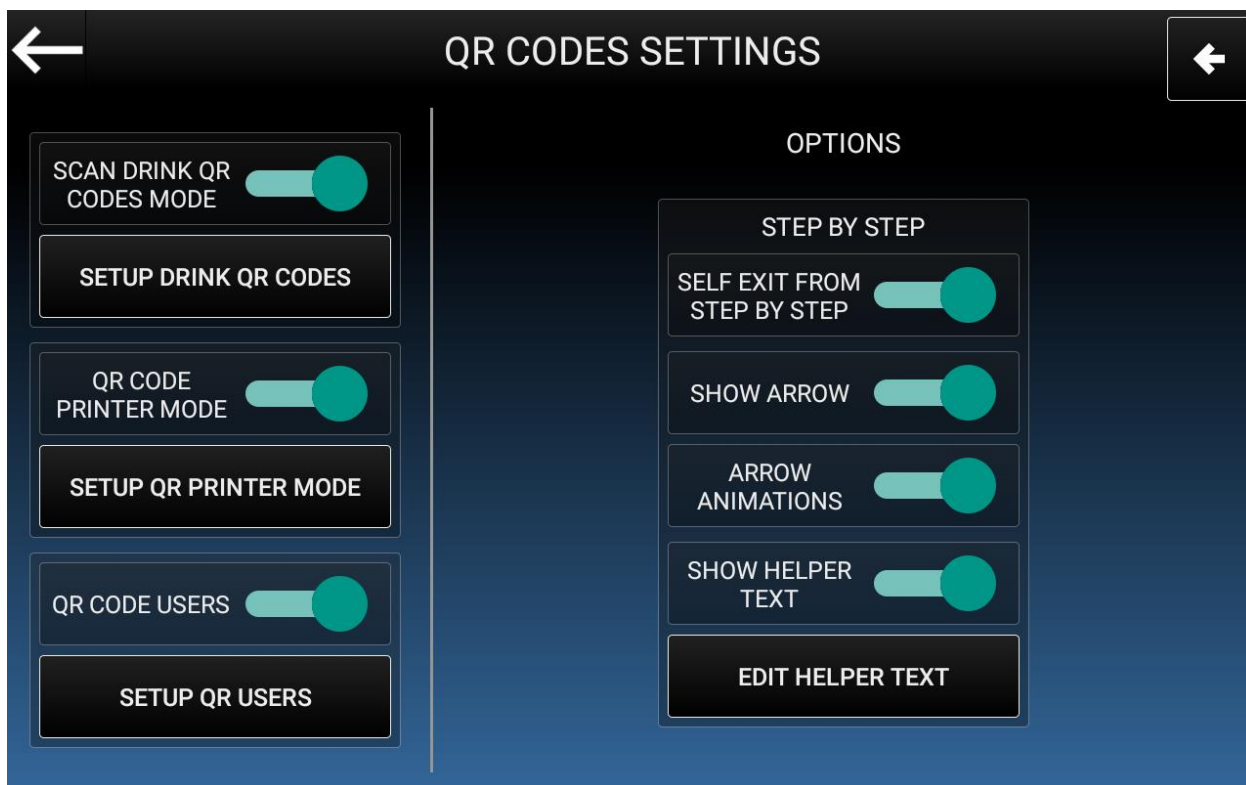 QR CODES SETTINGS
SCAN DRINK QR
CODES MODE
SETUP DRINK QR CODES
QR CODE
PRINTER MODE
SETUP QR PRINTER MODE
QR CODE USERS
SETUP QR USERS
OPTIONS
STEP BY STEP
SELF EXIT FROM
STEP BY STEP
SHOW ARROW
ARROW
ANIMATIONS
SHOW HELPER
TEXT
EDIT HELPER TEXT